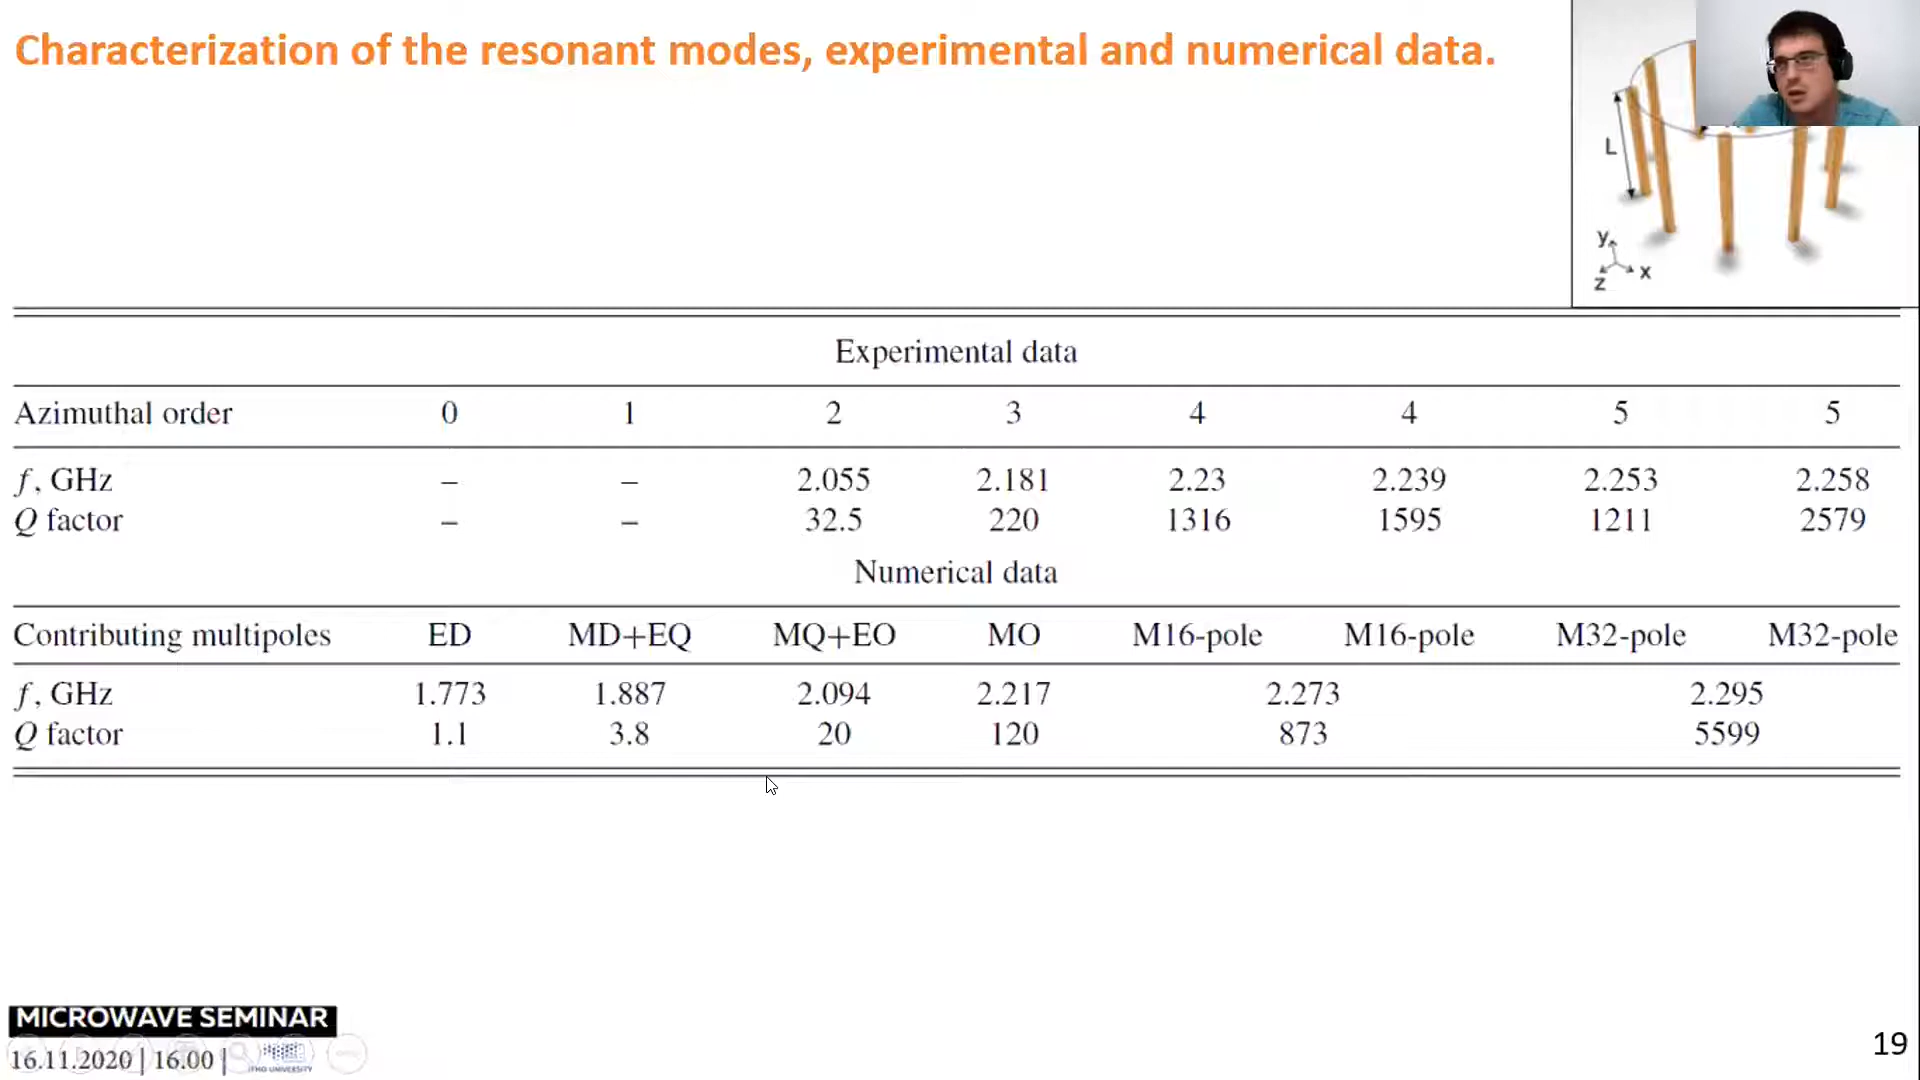 Characterization of the resonant modes, experimental and numerical data.
L
y
x
z
Experimental data
Azimuthal order 0 1 2 3 4 4 5 5
f, GHz – – 2.055 2.181 2.23 2.239 2.253 2.258
Q factor – – 32.5 220 1316 1595 1211 2579
Numerical data
Contributing multipoles ED MD+EQ MQ+EO MO M16-pole M16-pole M32-pole M32-pole
f, GHz 1.773 1.887 2.094 2.217 2.273 2.295
Q factor 1.1 3.8 20 120 873 5599
MICROWAVE SEMINAR
16.11.2020 | 16.00 |
ITMO UNIVERSITY
19